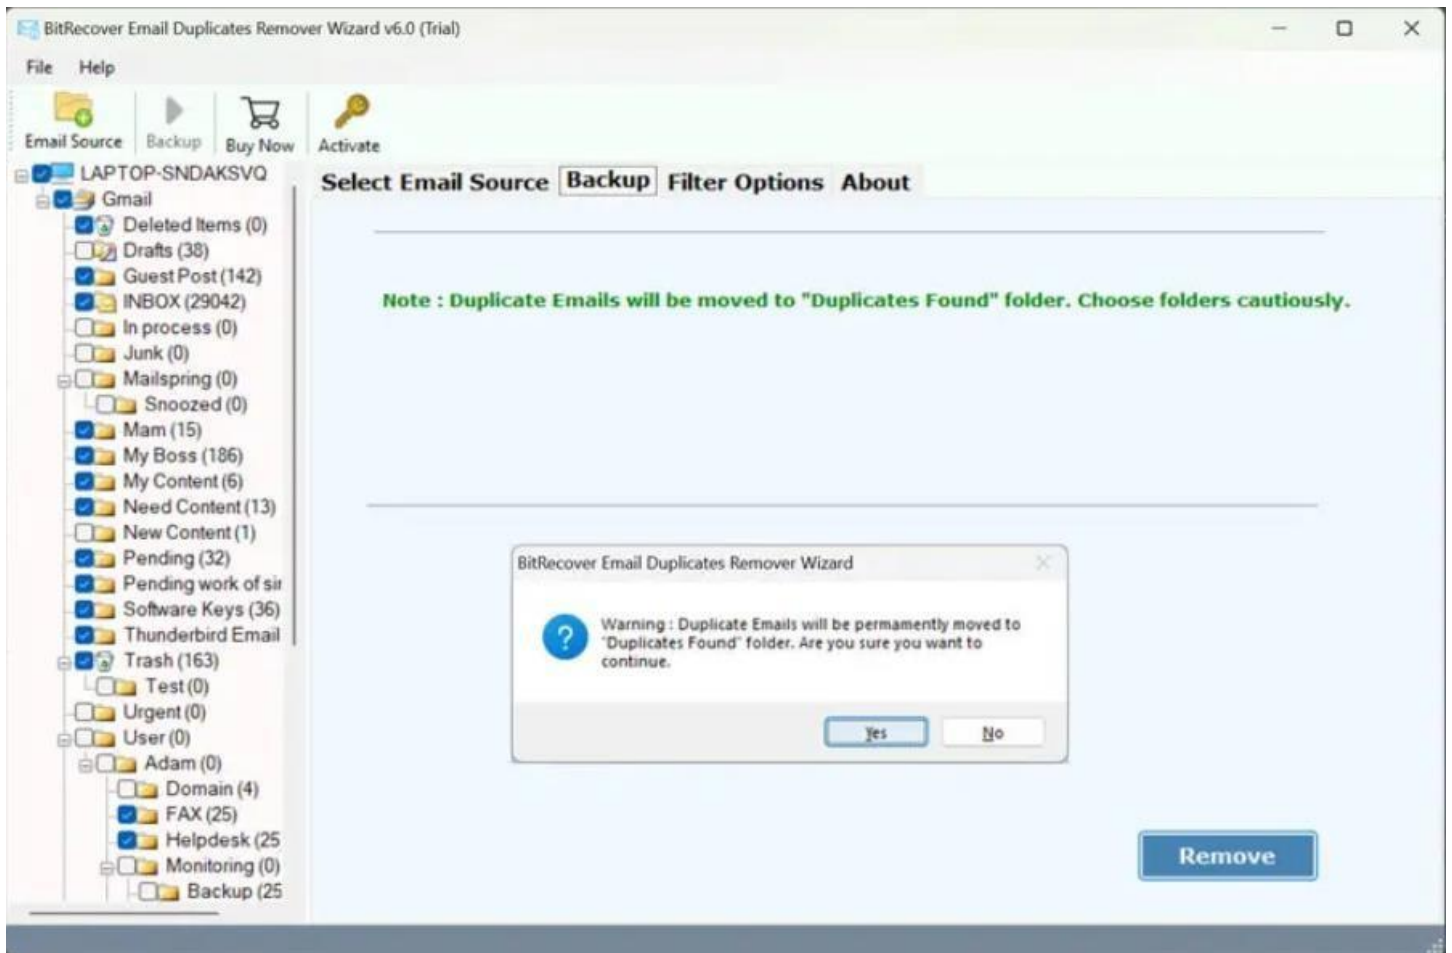 BitRecover Email Duplicates Remover Wizard v6.0 (Trial)
File Help
Email Source Backup Buy Now Activate
LAPTOP-SNDAKSVQ
Gmail
Deleted Items (0)
Drafts (38)
Guest Post (142)
INBOX (29042)
In process (0)
Junk (0)
Mailspring (0)
Snoozed (0)
Mam (15)
My Boss (186)
My Content (6)
Need Content (13)
New Content (1)
Pending (32)
Pending work of sir
Software Keys (36)
Thunderbird Email
Trash (163)
Test (0)
Urgent (0)
User (0)
Adam (0)
Domain (4)
FAX (25)
Helpdesk (25
Monitoring (0)
Backup (25
Select Email Source Backup Filter Options About
Note : Duplicate Emails will be moved to "Duplicates Found" folder. Choose folders cautiously.
BitRecover Email Duplicates Remover Wizard
Warning : Duplicate Emails will be permamently moved to
"Duplicates Found" folder. Are you sure you want to
continue.
Yes No
Remove